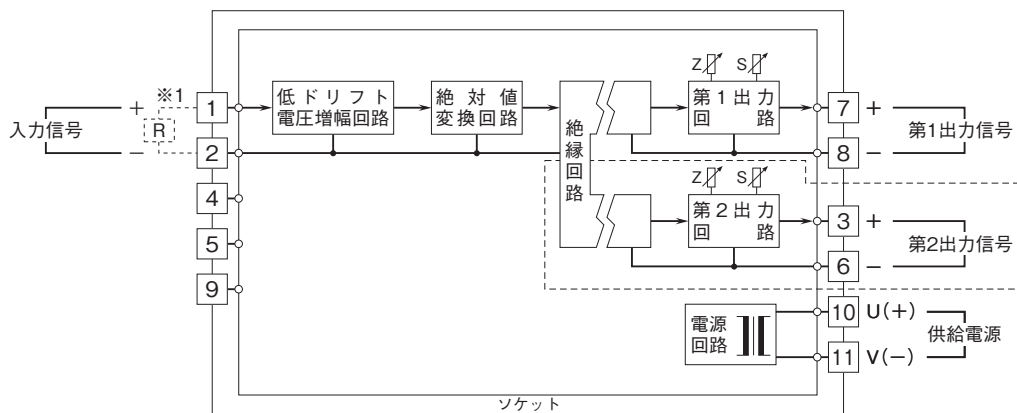 入力信号
+
−
※1
R
1
2
4
5
9
低ドリフト
電圧増幅回路
絶対値
変換回路
絶縁回路
Z
S
第1出力
回路
7
+
8
−
第1出力信号
Z
S
第2出力
回路
3
+
6
−
第2出力信号
電源
回路
10
U(+)
11
V(−)
供給電源
ソケット